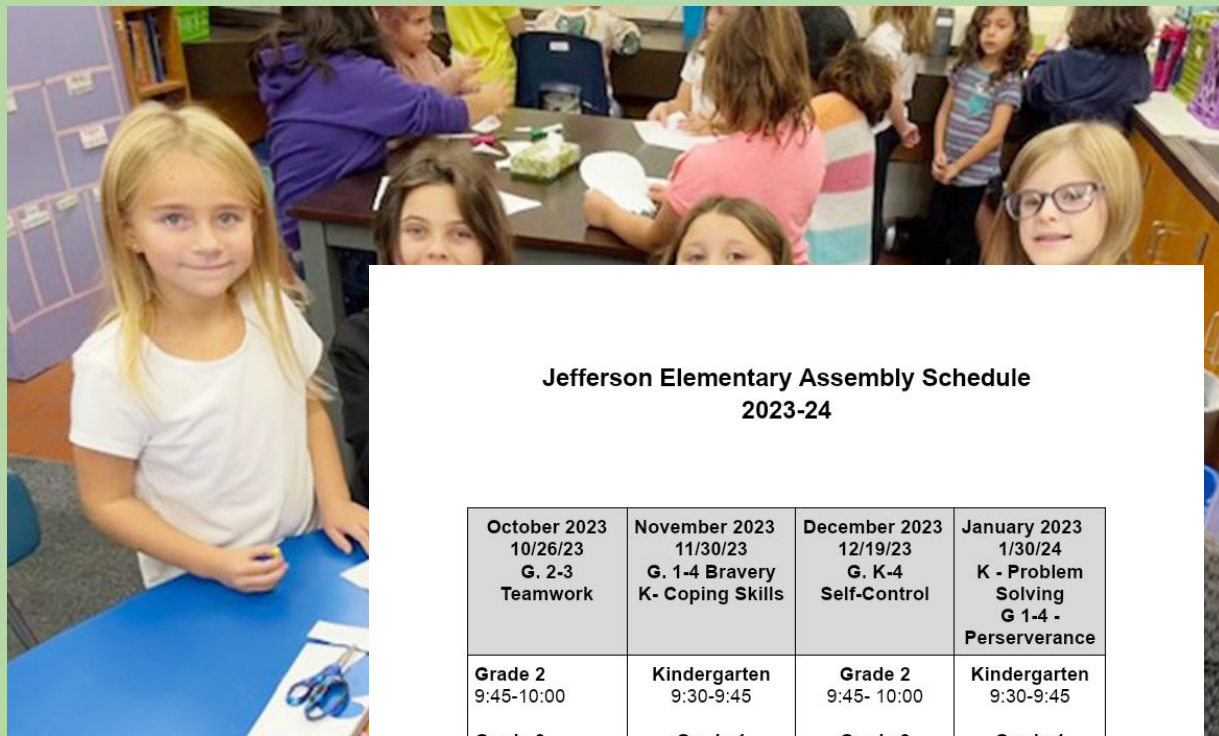 Jefferson Elementary Assembly Schedule
2023-24
October 2023
10/26/23
G. 2-3
Teamwork
November 2023
11/30/23
G. 1-4 Bravery
K- Coping Skills
December 2023
12/19/23
G. K-4
Self-Control
January 2023
1/30/24
K - Problem
Solving
G 1-4 -
Perserverance
Grade 2
9:45-10:00
Kindergarten
9:30-9:45
Grade 2
9:45- 10:00
Kindergarten
9:30-9:45